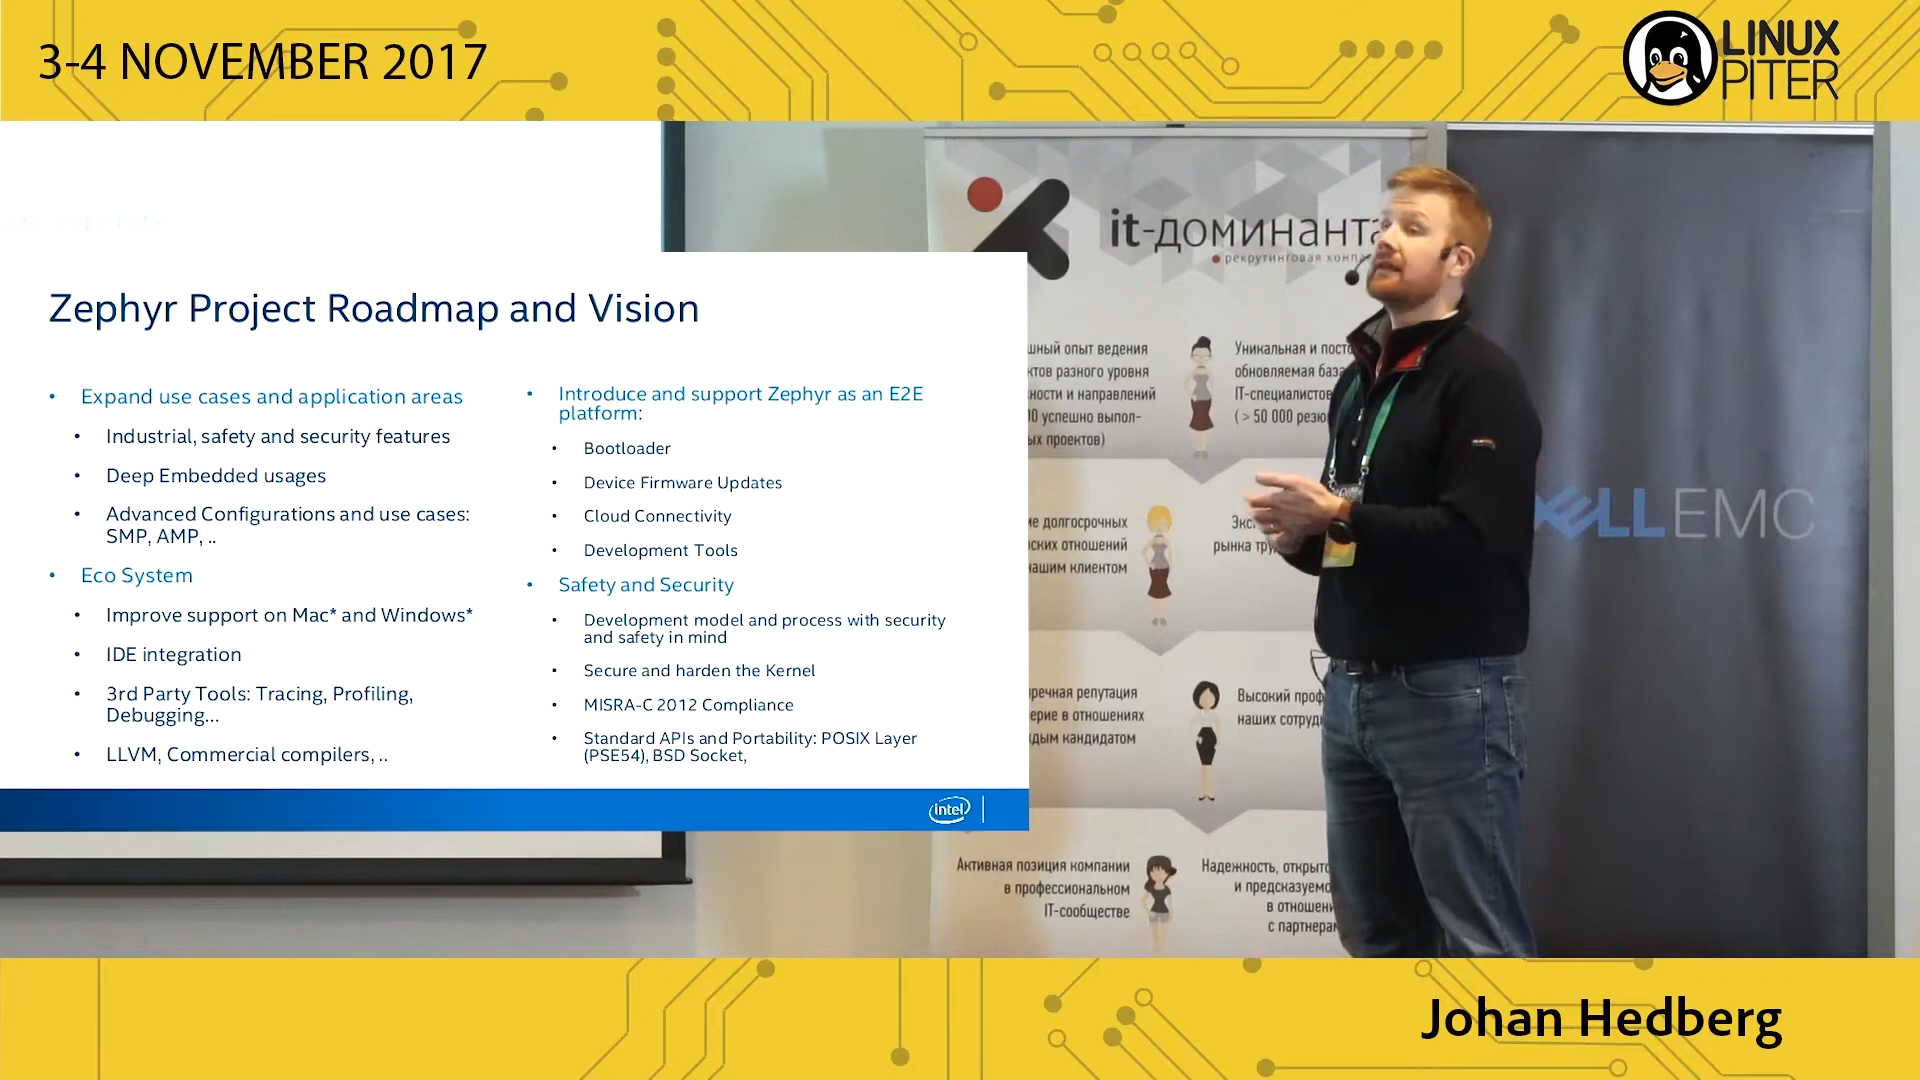 3-4 NOVEMBER 2017
LINUX
PITER
Zephyr Project Roadmap and Vision
• Expand use cases and application areas
• Industrial, safety and security features
• Deep Embedded usages
• Advanced Configurations and use cases:
SMP, AMP, ..
• Eco System
• Improve support on Mac* and Windows*
• IDE integration
• 3rd Party Tools: Tracing, Profiling,
Debugging...
• LLVM, Commercial compilers, ..
• Introduce and support Zephyr as an E2E
platform:
• Bootloader
• Device Firmware Updates
• Cloud Connectivity
• Development Tools
• Safety and Security
• Development model and process with security
and safety in mind
• Secure and harden the Kernel
• MISRA-C 2012 Compliance
• Standard APIs and Portability: POSIX Layer
(PSE54), BSD Socket,
intel
it-доминанта
рекрутинговая
опыт ведения
разного уровня
и направлений
успешно выпол-
проектов)
Уникальная и
обновляемая база
IT-специалистов
( > 50 000
долгосрочных
отношений
нашим клиентом
рынка
репутация
в отношениях
кандидатом
Высокий
наших
Активная позиция компании
в профессиональном
IT-сообществе
Надежность,
и
в
с
DELL EMC
Johan Hedberg